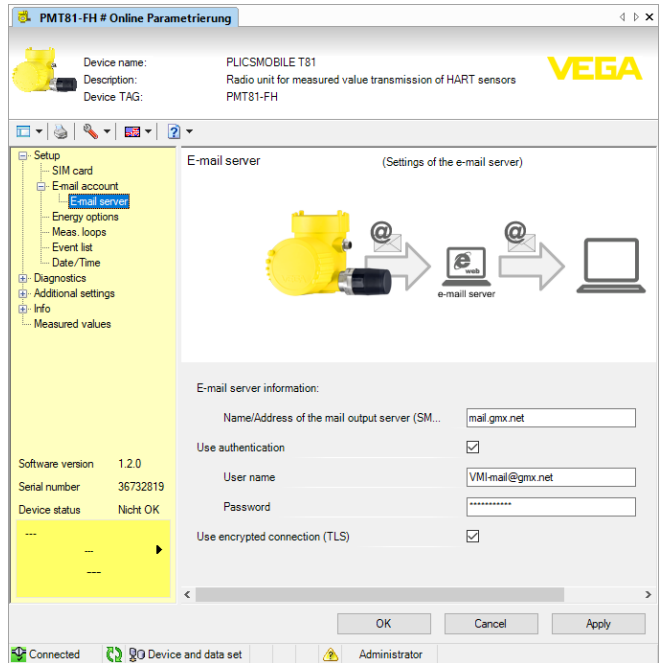 PMT81-FH # Online Parametrierung
Device name: PLICSMOBILE T81
Description: Radio unit for measured value transmission of HART sensors
Device TAG: PMT81-FH
VEGA
Setup
SIM card
E-mail account
E-mail server
Energy options
Meas. loops
Event list
Date/Time
Diagnostics
Additional settings
Info
Measured values
Software version 1.2.0
Serial number 36732819
Device status Nicht OK
---
---
---
E-mail server (Settings of the e-mail server)
@ @
e
web
e-maill server
E-mail server information:
Name/Address of the mail output server (SM... mail.gmx.net
Use authentication
User name VMI-mail@gmx.net
Password ***********
Use encrypted connection (TLS)
OK Cancel Apply
Connected Device and data set Administrator